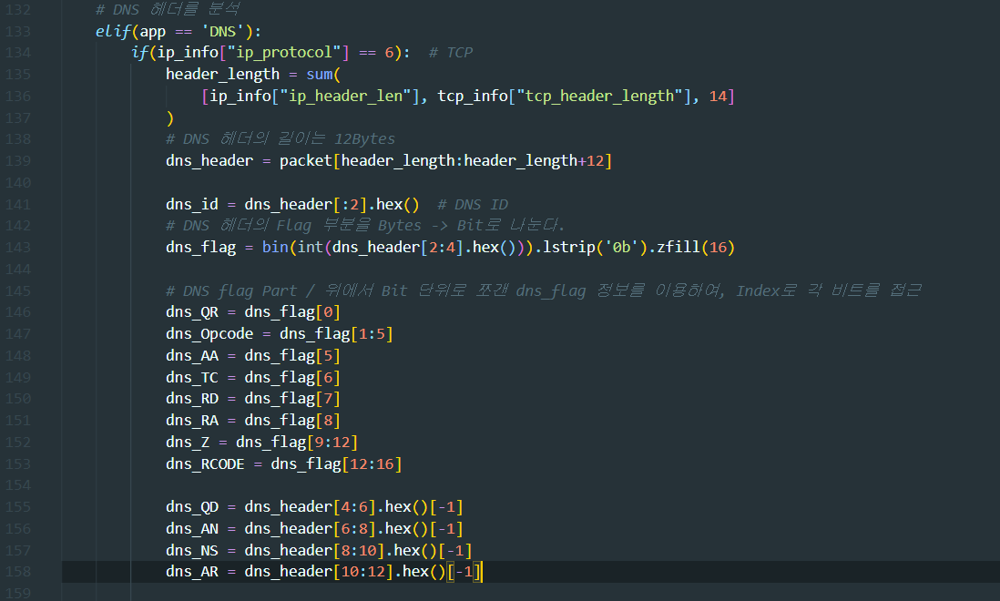 132 # DNS 헤더를 분석
133 elif(app == 'DNS'):
134 if(ip_info["ip_protocol"] == 6):  # TCP
135 header_length = sum(
136 [ip_info["ip_header_len"], tcp_info["tcp_header_length"], 14]
137 )
138 # DNS 헤더의 길이는 12Bytes
139 dns_header = packet[header_length:header_length+12]
140
141 dns_id = dns_header[:2].hex()  # DNS ID
142 # DNS 헤더의 Flag 부분을 Bytes -> Bit로 나눈다.
143 dns_flag = bin(int(dns_header[2:4].hex())).lstrip('0b').zfill(16)
144
145 # DNS flag Part / 위에서 Bit 단위로 쪼갠 dns_flag 정보를 이용하여, Index로 각 비트를 접근
146 dns_QR = dns_flag[0]
147 dns_Opcode = dns_flag[1:5]
148 dns_AA = dns_flag[5]
149 dns_TC = dns_flag[6]
150 dns_RD = dns_flag[7]
151 dns_RA = dns_flag[8]
152 dns_Z = dns_flag[9:12]
153 dns_RCODE = dns_flag[12:16]
154
155 dns_QD = dns_header[4:6].hex()[-1]
156 dns_AN = dns_header[6:8].hex()[-1]
157 dns_NS = dns_header[8:10].hex()[-1]
158 dns_AR = dns_header[10:12].hex()[-1]
159